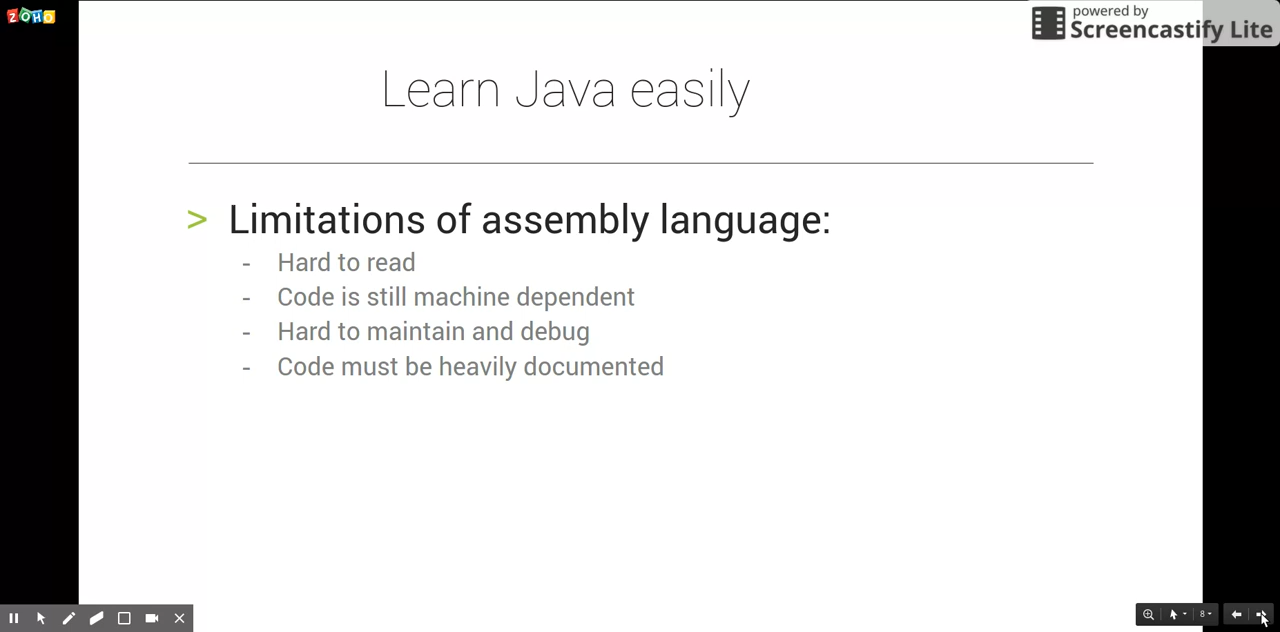 ZOHO
powered by
Screencastify Lite
Learn Java easily
> Limitations of assembly language:
- Hard to read
- Code is still machine dependent
- Hard to maintain and debug
- Code must be heavily documented
8